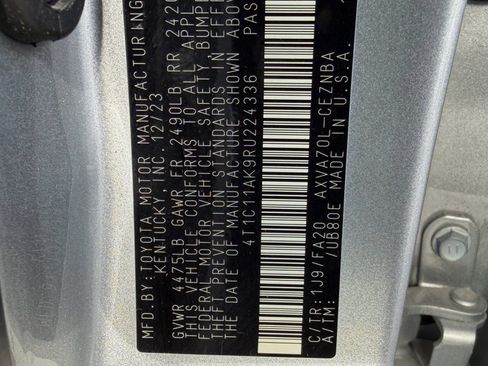 MFD. BY: TOYOTA MOTOR MANUFACTURING
KENTUCKY, INC. 12/23
GVWR 4475LB GAWR FR 2490LB RR 2420
THIS VEHICLE CONFORMS TO ALL APPL
FEDERAL MOTOR VEHICLE SAFETY, BUMPE
THEFT PREVENTION STANDARDS IN EFFE
THE DATE OF MANUFACTURE SHOWN ABOV
4T1C11AK9RU224336 PAS
C/TR: 1J9/FA20 AXVA70L-CEZNBA
A/TM: /UB80E MADE IN U.S.A.